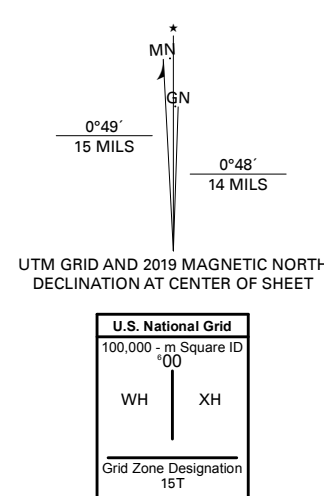 ★
MN
GN
0°49´
15 MILS
0°48´
14 MILS
UTM GRID AND 2019 MAGNETIC NORTH
DECLINATION AT CENTER OF SHEET
U.S. National Grid
100,000 - m Square ID
⁶00
WH XH
Grid Zone Designation
15T